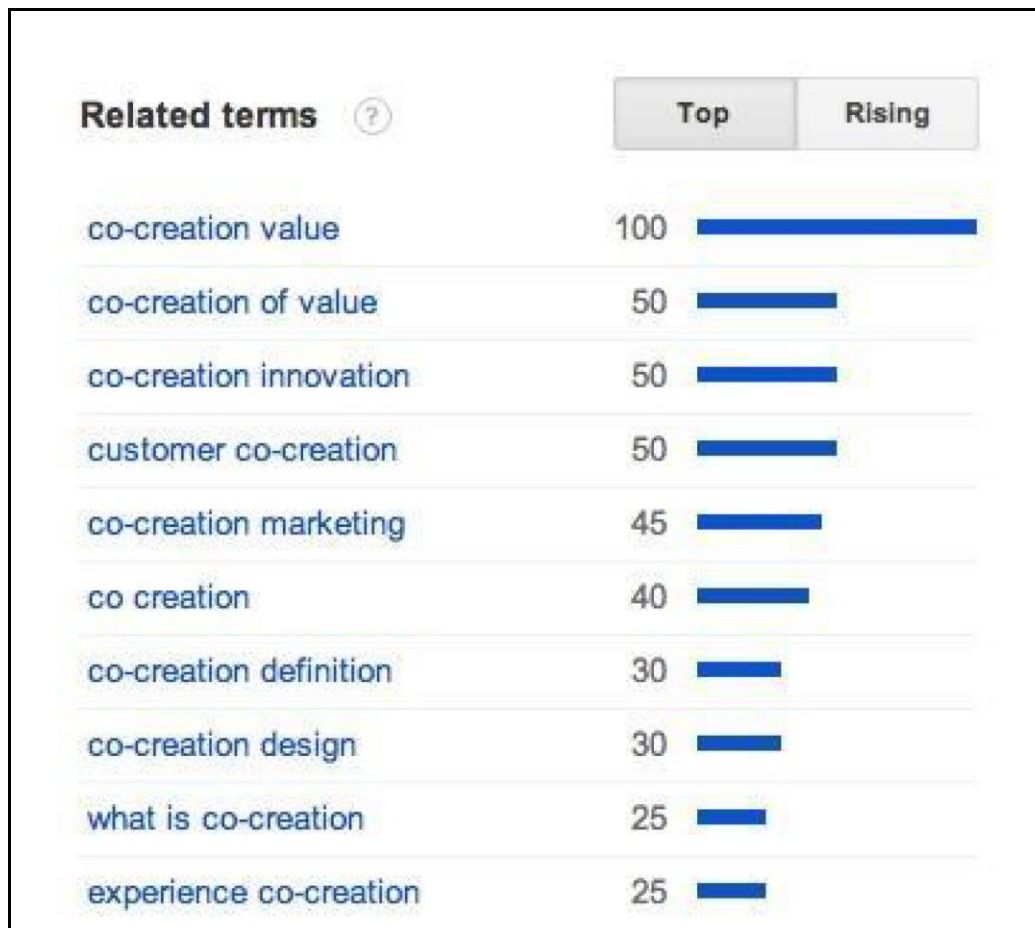 Related terms ? Top Rising
co-creation value 100
co-creation of value 50
co-creation innovation 50
customer co-creation 50
co-creation marketing 45
co creation 40
co-creation definition 30
co-creation design 30
what is co-creation 25
experience co-creation 25